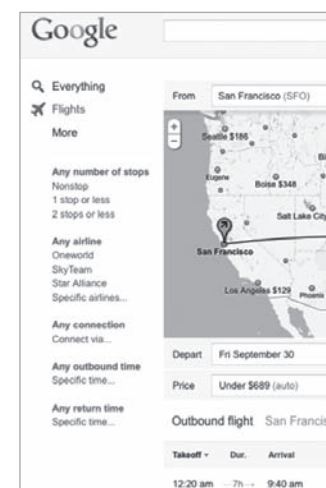 Google
Everything
Flights
More
Any number of stops
Nonstop
1 stop or less
2 stops or less
Any airline
Oneworld
SkyTeam
Star Alliance
Specific airlines...
Any connection
Connect via...
Any outbound time
Specific time...
Any return time
Specific time...
From San Francisco (SFO)
+
−
Seattle $186
Eugene
Boise $348
Salt Lake City
San Francisco
Los Angeles $129
Phoenix
Depart Fri September 30
Price Under $689 (auto)
Outbound flight San Francis
Takeoff Dur. Arrival
12:20 am 7h 9:40 am